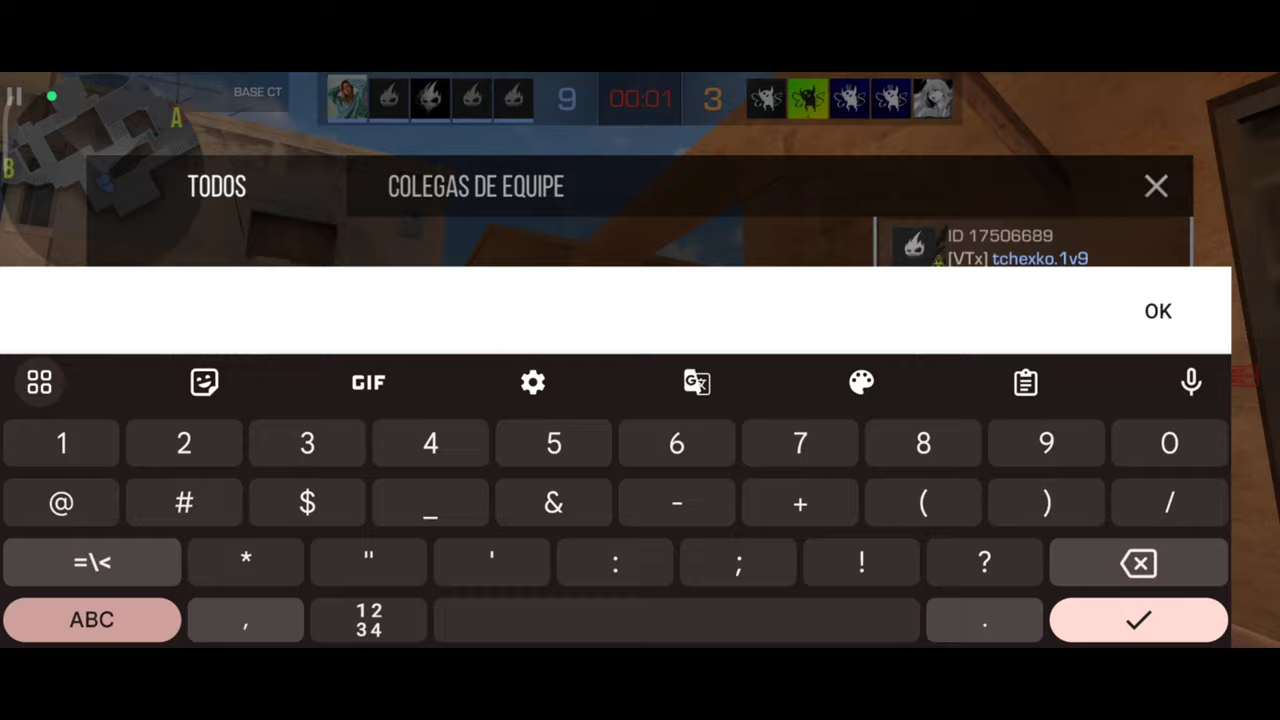 BASE CT
9 00:01 3
A
B
TODOS COLEGAS DE EQUIPE
ID 17506689
[VTx] tchexko.1v9
OK
GIF
1 2 3 4 5 6 7 8 9 0
@ # $ _ & - + ( ) /
=\< * " ' : ; ! ?
ABC , 12 .
34